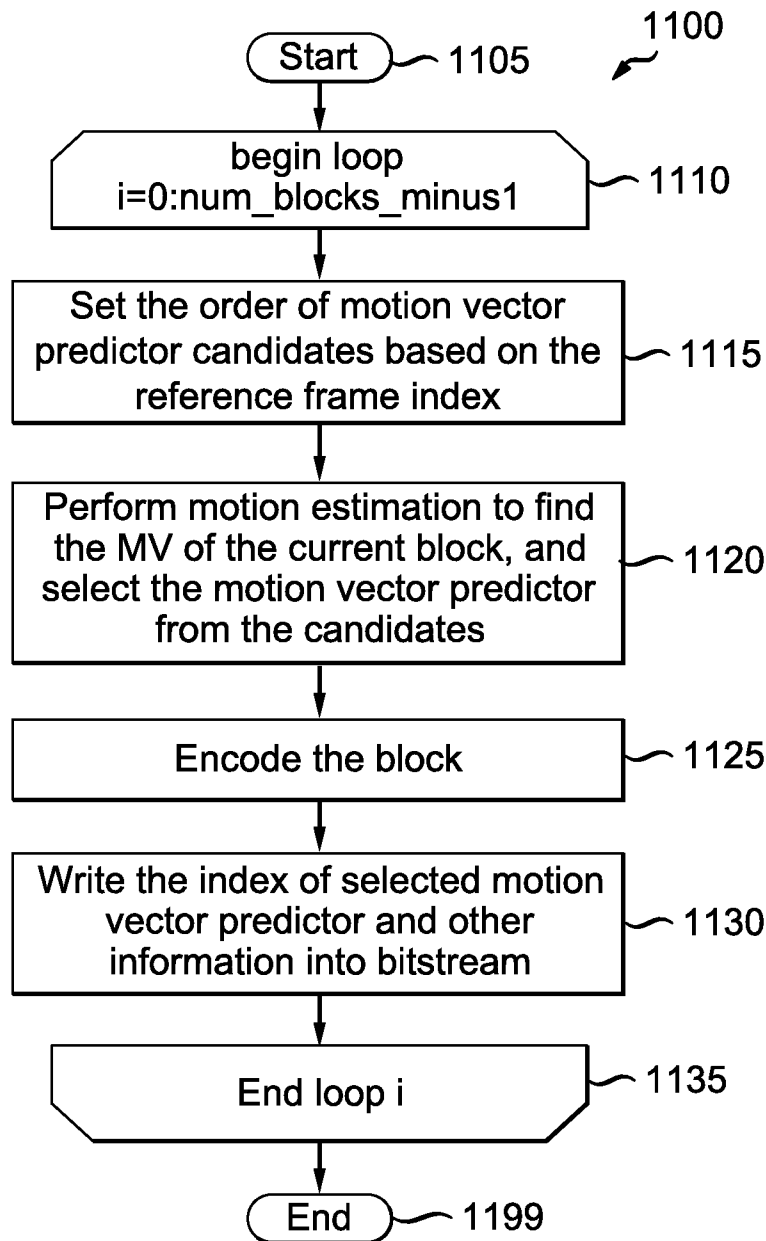 1100
Start
1105
begin loop
i=0:num_blocks_minus1
1110
Set the order of motion vector
predictor candidates based on the
reference frame index
1115
Perform motion estimation to find
the MV of the current block, and
select the motion vector predictor
from the candidates
1120
Encode the block
1125
Write the index of selected motion
vector predictor and other
information into bitstream
1130
End loop i
1135
End
1199